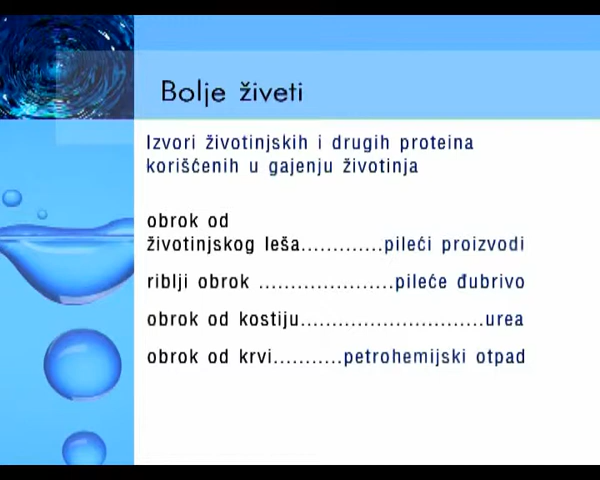 Bolje živeti
Izvori životinjskih i drugih proteina
korišćenih u gajenju životinja
obrok od
životinjskog leša.............pileći proizvodi
riblji obrok ......................pileće đubrivo
obrok od kostiju..............................urea
obrok od krvi...........petrohemijski otpad